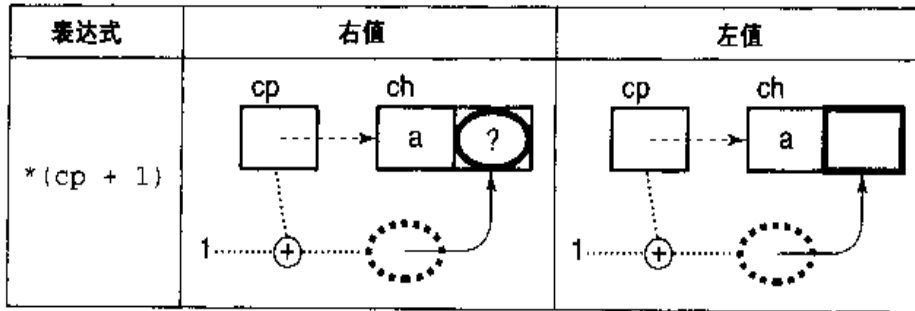 表达式 右值 左值
cp ch cp ch
a ? a
*(cp + 1)
1 + 1 +